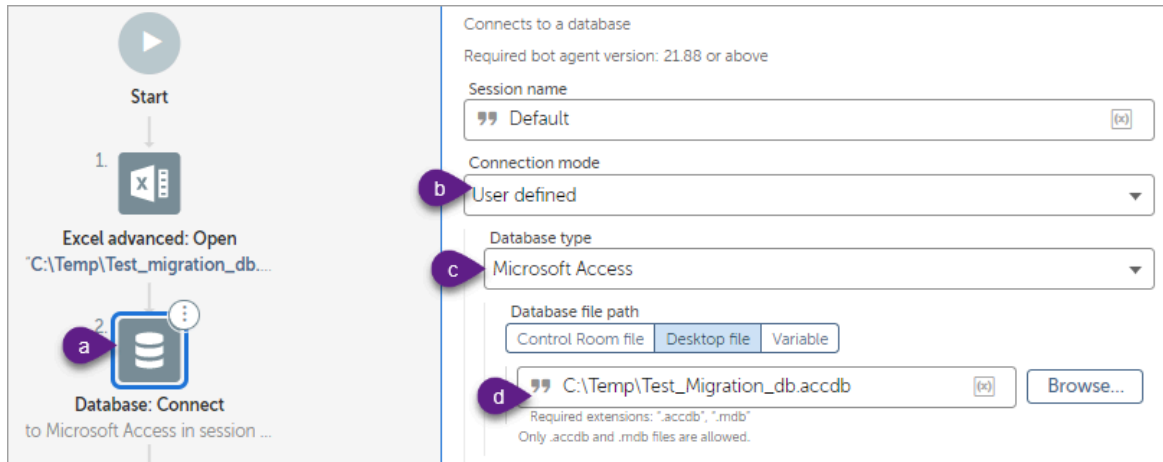 Start
1.
Excel advanced: Open
"C:\Temp\Test_migration_db....
2.
a
Database: Connect
to Microsoft Access in session ...
Connects to a database
Required bot agent version: 21.88 or above
Session name
Default
(x)
Connection mode
b
User defined
Database type
c
Microsoft Access
Database file path
Control Room file Desktop file Variable
d
C:\Temp\Test_Migration_db.accdb
(x)
Browse...
Required extensions: ".accdb", ".mdb"
Only .accdb and .mdb files are allowed.